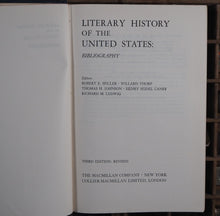 LITERARY HISTORY
OF THE
UNITED STATES:
BIBLIOGRAPHY
Editors
ROBERT E. SPILLER · WILLARD THORP
THOMAS H. JOHNSON · HENRY SEIDEL CANBY
RICHARD M. LUDWIG
THIRD EDITION: REVISED
THE MACMILLAN COMPANY · NEW YORK
COLLIER-MACMILLAN LIMITED, LONDON